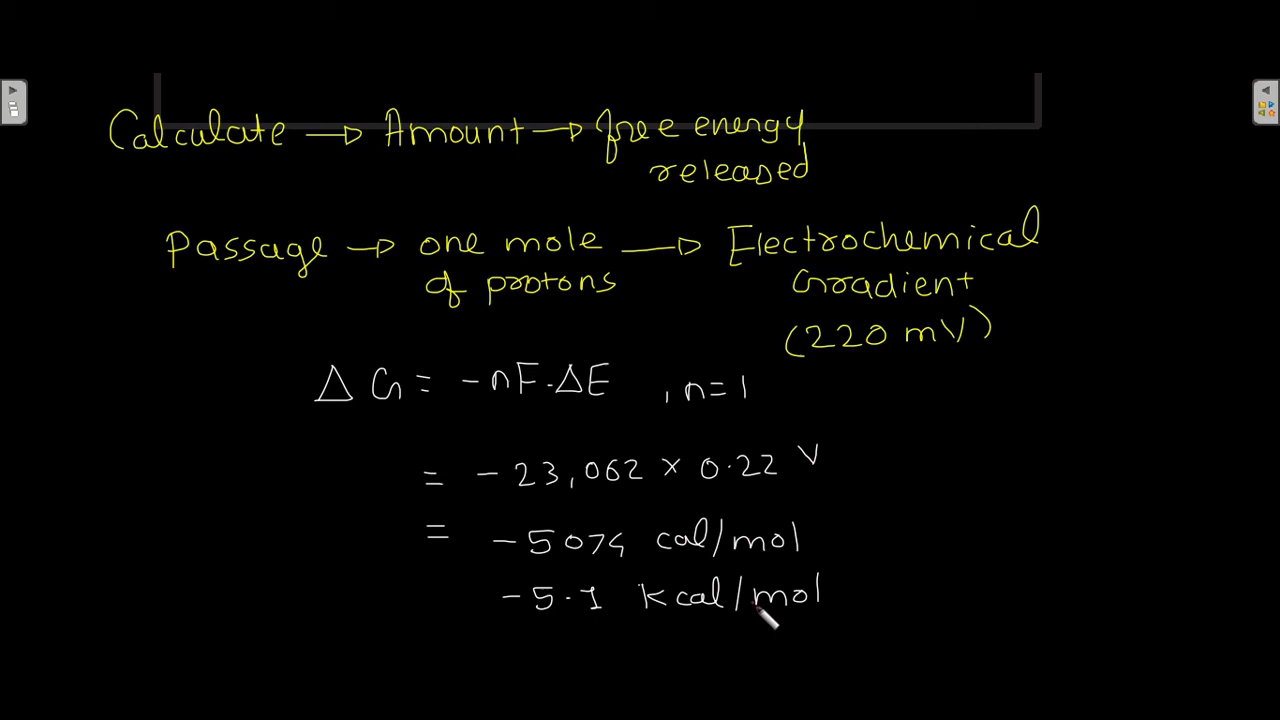 Calculate → Amount → free energy
released
Passage → one mole → Electrochemical
of protons Gradient
(220 mV)
Δ G = -nF.ΔE , n=1
= -23,062 × 0.22 V
= -5074 cal/mol
-5.1 kcal/mol